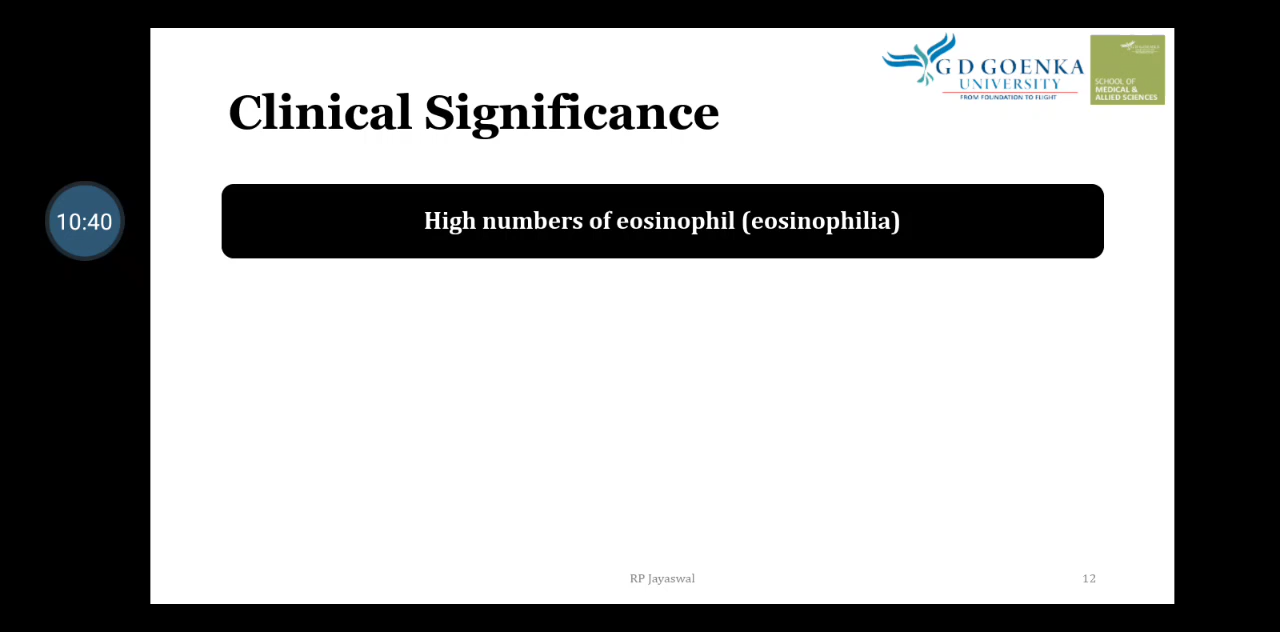 G D GOENKA
UNIVERSITY
FROM FOUNDATION TO FLIGHT
SCHOOL OF
MEDICAL &
ALLIED SCIENCES
Clinical Significance
10:40
High numbers of eosinophil (eosinophilia)
RP Jayaswal
12